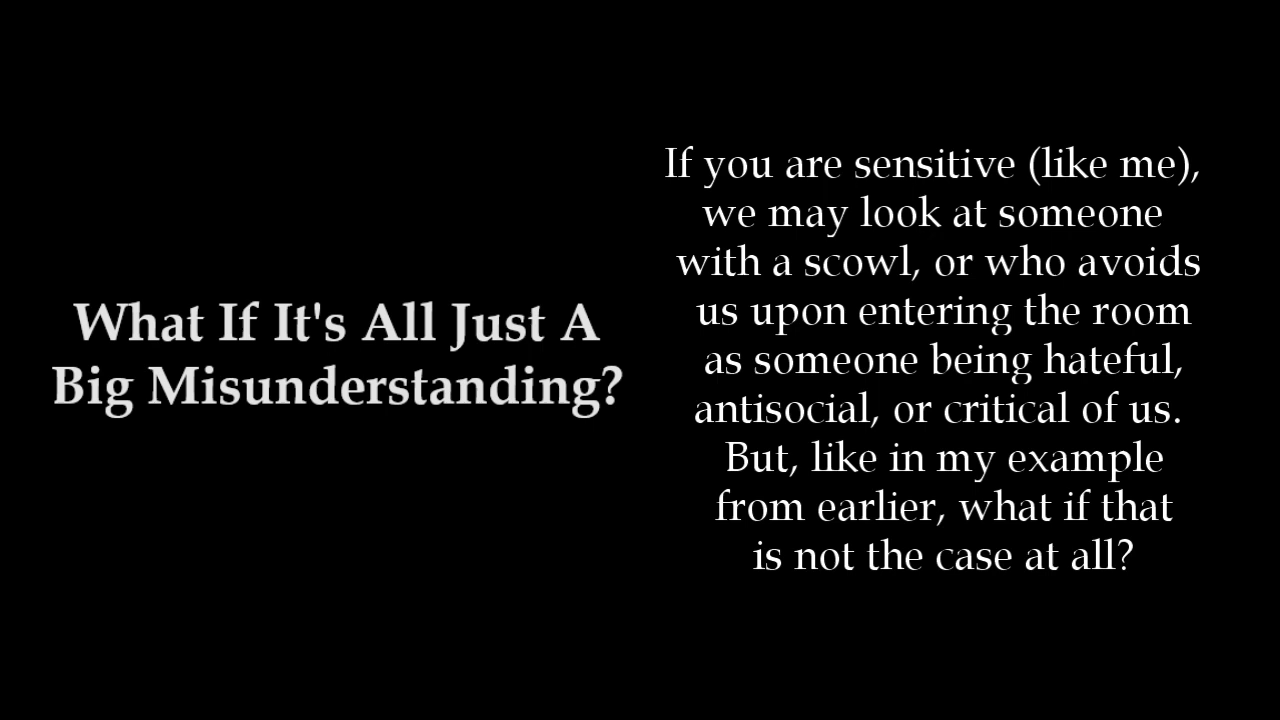 What If It's All Just A
Big Misunderstanding?
If you are sensitive (like me),
we may look at someone
with a scowl, or who avoids
us upon entering the room
as someone being hateful,
antisocial, or critical of us.
But, like in my example
from earlier, what if that
is not the case at all?